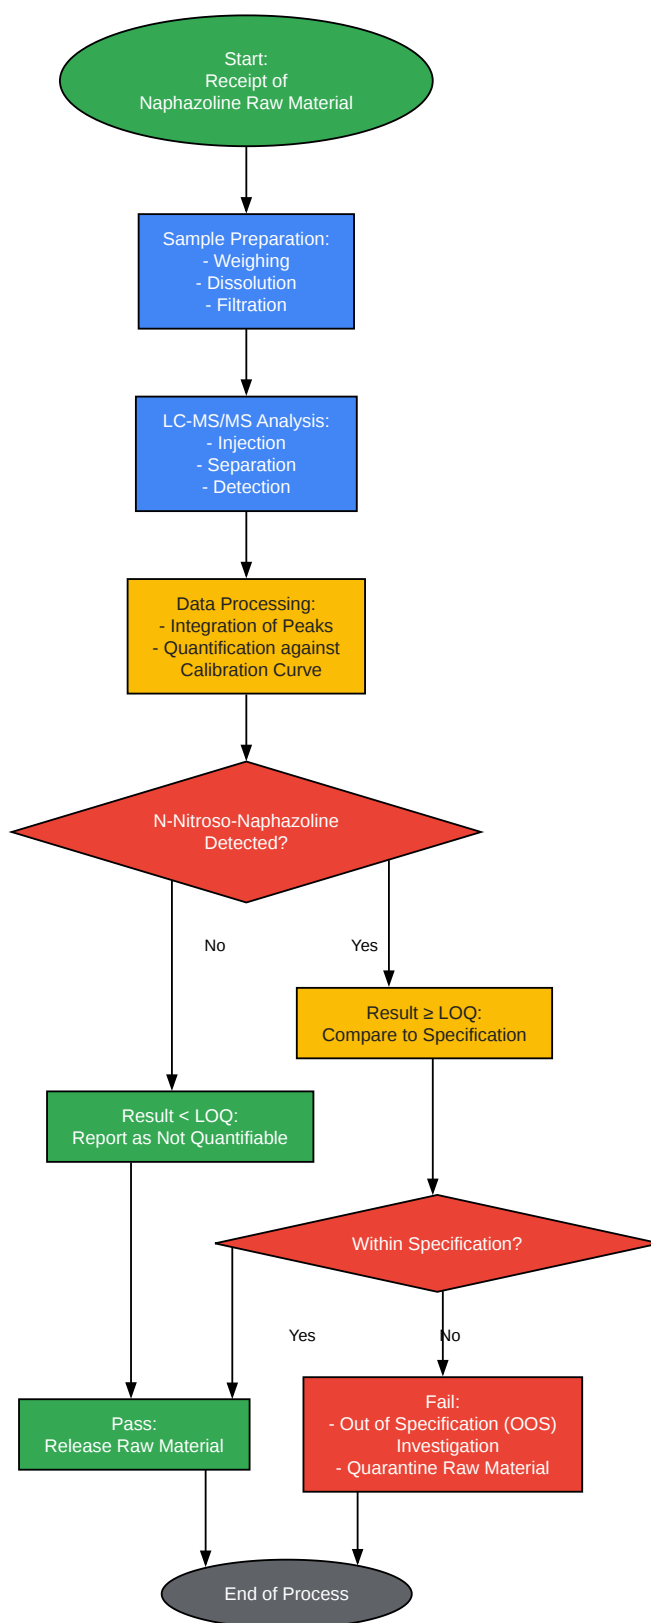 Start:
Receipt of
Naphazoline Raw Material
Sample Preparation:
- Weighing
- Dissolution
- Filtration
LC-MS/MS Analysis:
- Injection
- Separation
- Detection
Data Processing:
- Integration of Peaks
- Quantification against
Calibration Curve
N-Nitroso-Naphazoline
Detected?
No
Yes
Result ≥ LOQ:
Compare to Specification
Result < LOQ:
Report as Not Quantifiable
Within Specification?
Yes
No
Pass:
Release Raw Material
Fail:
- Out of Specification (OOS)
Investigation
- Quarantine Raw Material
End of Process